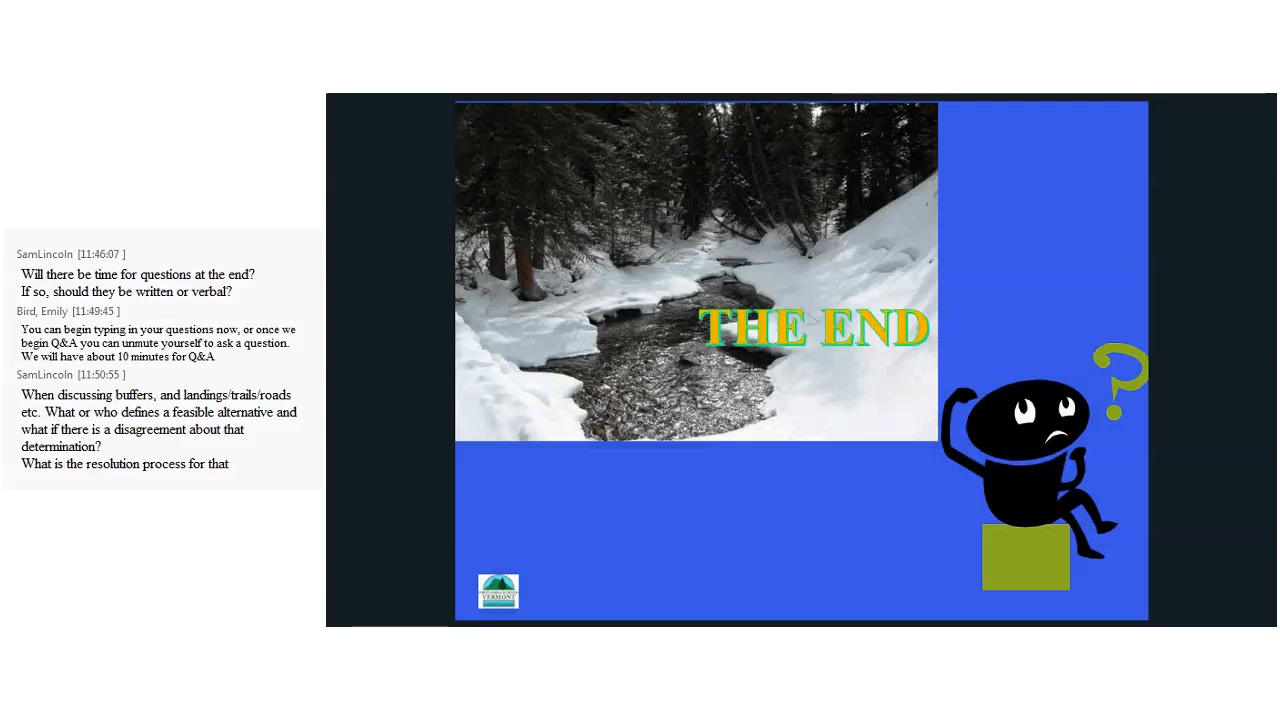 SamLincoln [11:46:07 ]
Will there be time for questions at the end?
If so, should they be written or verbal?
Bird, Emily [11:49:45 ]
You can begin typing in your questions now, or once we
begin Q&A you can unmute yourself to ask a question.
We will have about 10 minutes for Q&A
SamLincoln [11:50:55 ]
When discussing buffers, and landings/trails/roads
etc. What or who defines a feasible alternative and
what if there is a disagreement about that
determination?
What is the resolution process for that
THE END
?
VERMONT